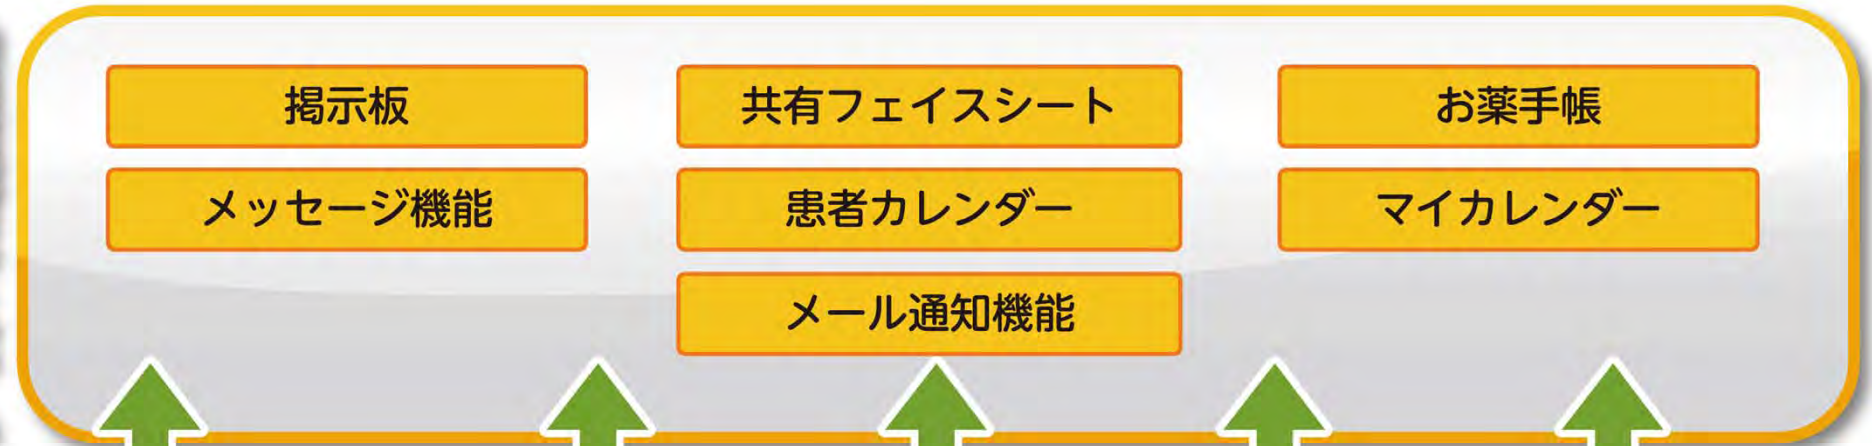 掲示板
共有フェイスシート
お薬手帳
メッセージ機能
患者カレンダー
マイカレンダー
メール通知機能